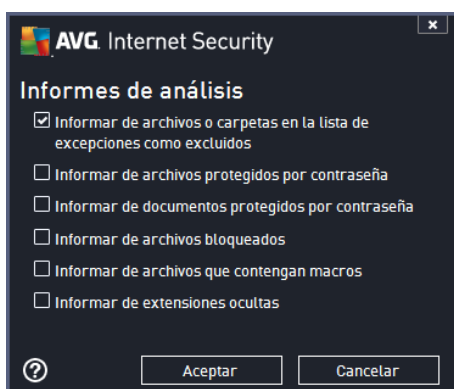 AVG. Internet Security
x
Informes de análisis
Informar de archivos o carpetas en la lista de
excepciones como excluidos
Informar de archivos protegidos por contraseña
Informar de documentos protegidos por contraseña
Informar de archivos bloqueados
Informar de archivos que contengan macros
Informar de extensiones ocultas
?
Aceptar
Cancelar